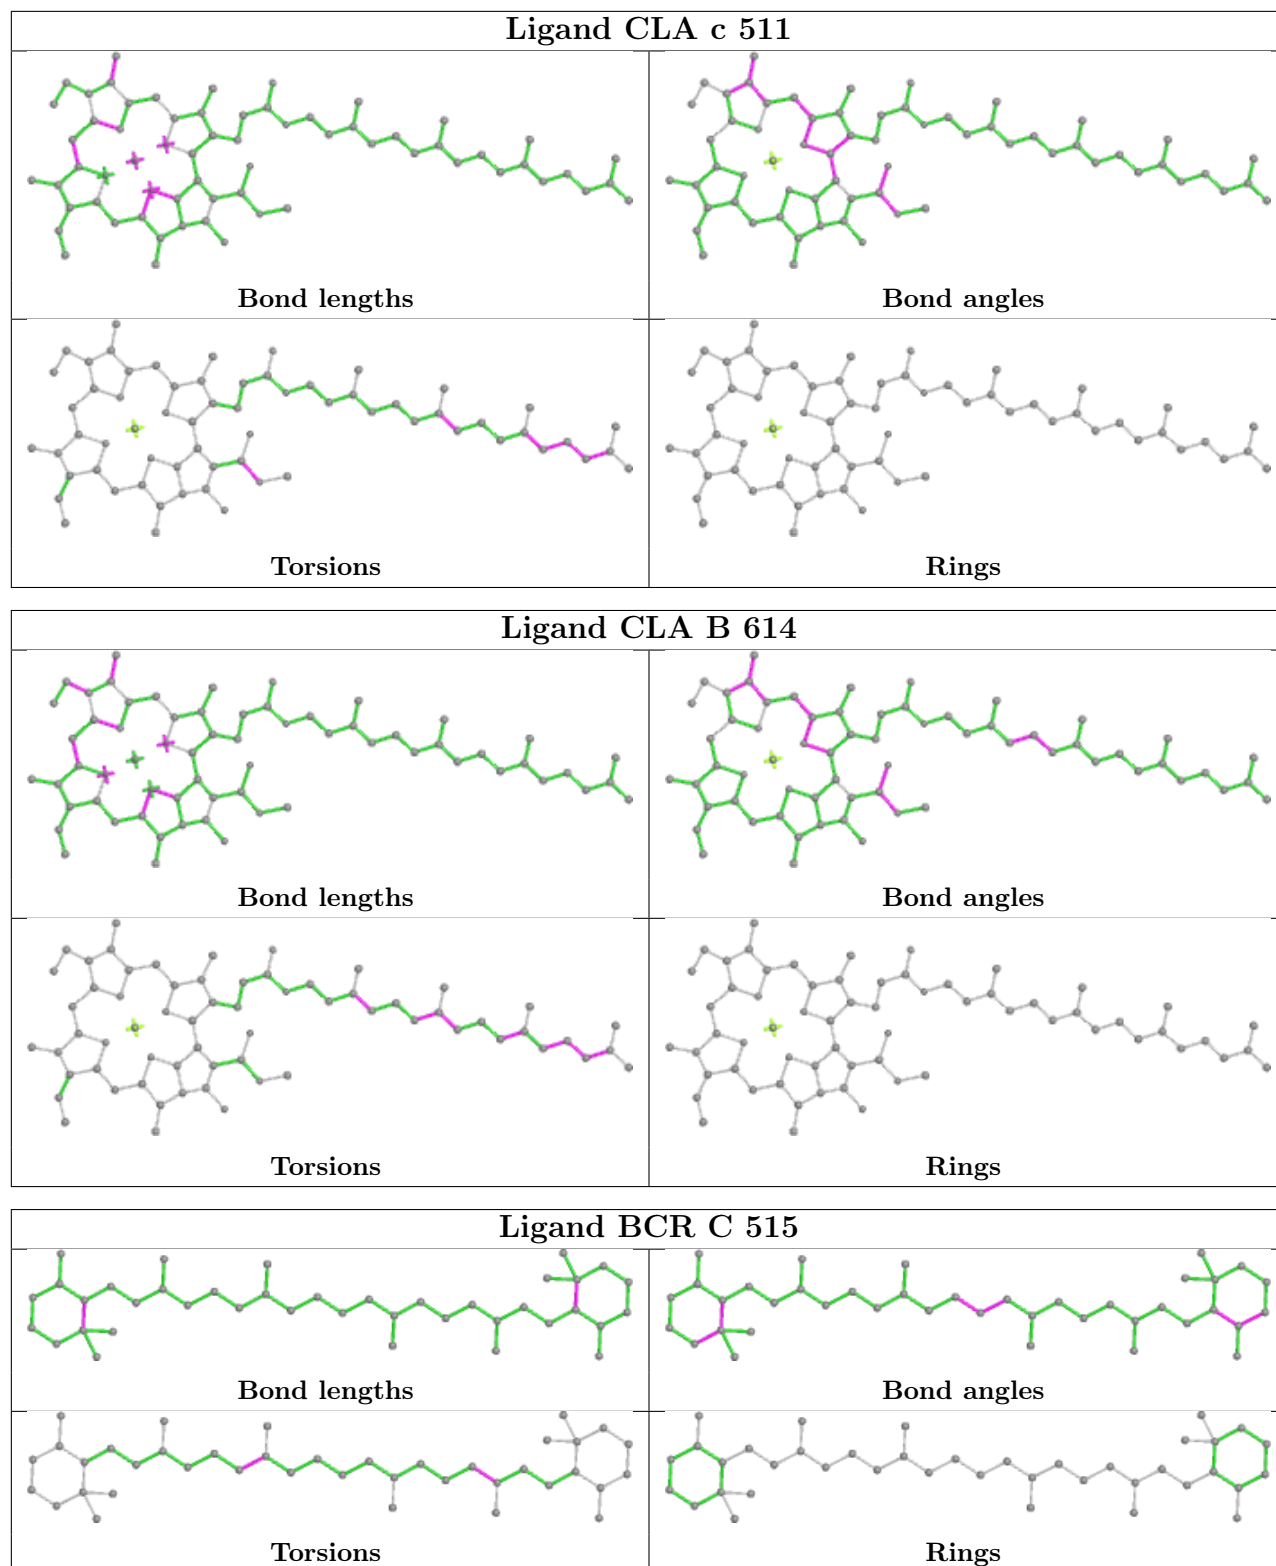 Ligand CLA c 511
Bond lengths
Bond angles
Torsions
Rings
Ligand CLA B 614
Bond lengths
Bond angles
Torsions
Rings
Ligand BCR C 515
Bond lengths
Bond angles
Torsions
Rings